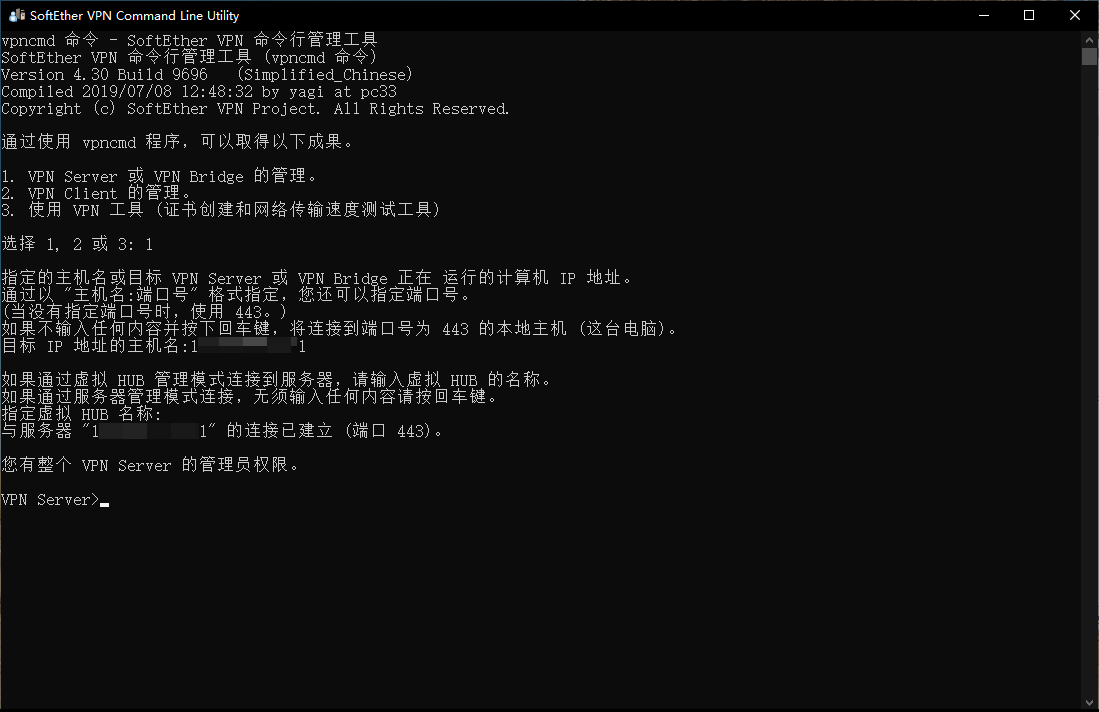 SoftEther VPN Command Line Utility
vpncmd 命令 - SoftEther VPN 命令行管理工具
SoftEther VPN 命令行管理工具 (vpncmd 命令)
Version 4.30 Build 9696   (Simplified_Chinese)
Compiled 2019/07/08 12:48:32 by yagi at pc33
Copyright (c) SoftEther VPN Project. All Rights Reserved.
通过使用 vpncmd 程序，可以取得以下成果。
1. VPN Server 或 VPN Bridge 的管理。
2. VPN Client 的管理。
3. 使用 VPN 工具 (证书创建和网络传输速度测试工具)
选择 1, 2 或 3: 1
指定的主机名或目标 VPN Server 或 VPN Bridge 正在 运行的计算机 IP 地址。
通过以 "主机名:端口号" 格式指定，您还可以指定端口号。
(当没有指定端口号时，使用 443。)
如果不输入任何内容并按下回车键，将连接到端口号为 443 的本地主机 (这台电脑)。
目标 IP 地址的主机名:1 1
如果通过虚拟 HUB 管理模式连接到服务器，请输入虚拟 HUB 的名称。
如果通过服务器管理模式连接，无须输入任何内容请按回车键。
指定虚拟 HUB 名称:
与服务器 "1 1" 的连接已建立 (端口 443)。
您有整个 VPN Server 的管理员权限。
VPN Server>